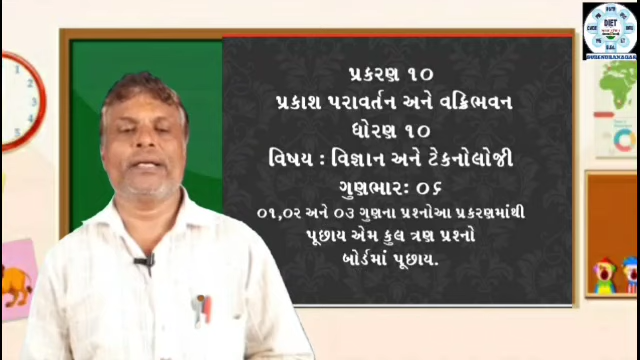 DIET
SURENDRANAGAR
પ્રકરણ ૧૦
પ્રકાશ પરાવર્તન અને વક્રિભવન
ધોરણ ૧૦
વિષય : વિજ્ઞાન અને ટેકનોલોજી
ગુણભારઃ ૦૬
૦૧,૦૨ અને ૦૩ ગુણના પ્રશ્નોઆ પ્રકરણમાંથી
પૂછાય એમ કુલ ત્રણ પ્રશ્નો
બોર્ડમાં પૂછાય.